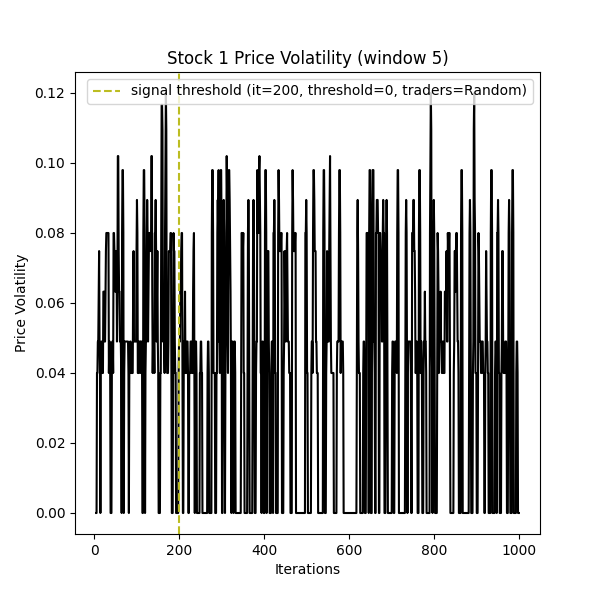 Stock 1 Price Volatility (window 5)
signal threshold (it=200, threshold=0, traders=Random)
0.12
0.10
0.08
0.06
0.04
0.02
0.00
Price Volatility
0 200 400 600 800 1000
Iterations